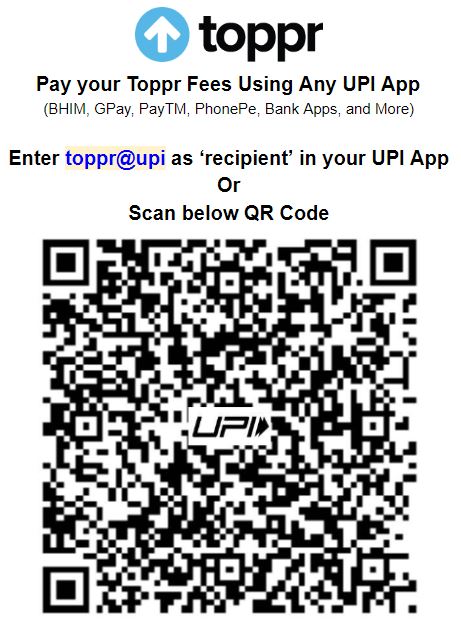 toppr
Pay your Toppr Fees Using Any UPI App
(BHIM, GPay, PayTM, PhonePe, Bank Apps, and More)
Enter toppr@upi as ‘recipient’ in your UPI App
Or
Scan below QR Code
UPI